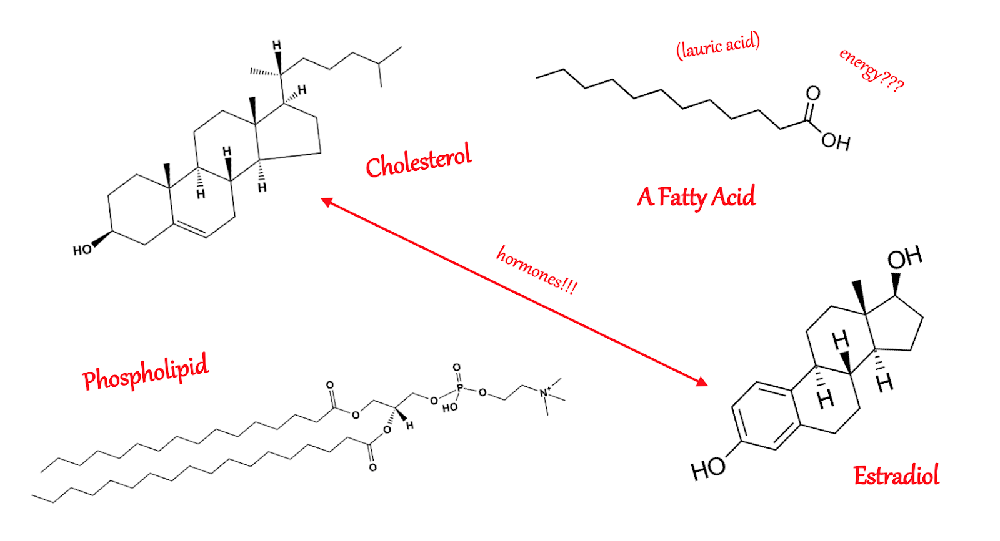 H
H
H
H
H
HO
Cholesterol
(lauric acid)
energy???
O
OH
A Fatty Acid
hormones!!!
Phospholipid
O
O
O
H
O
O
P
O
HO
O
N+
OH
H
H
H
HO
Estradiol